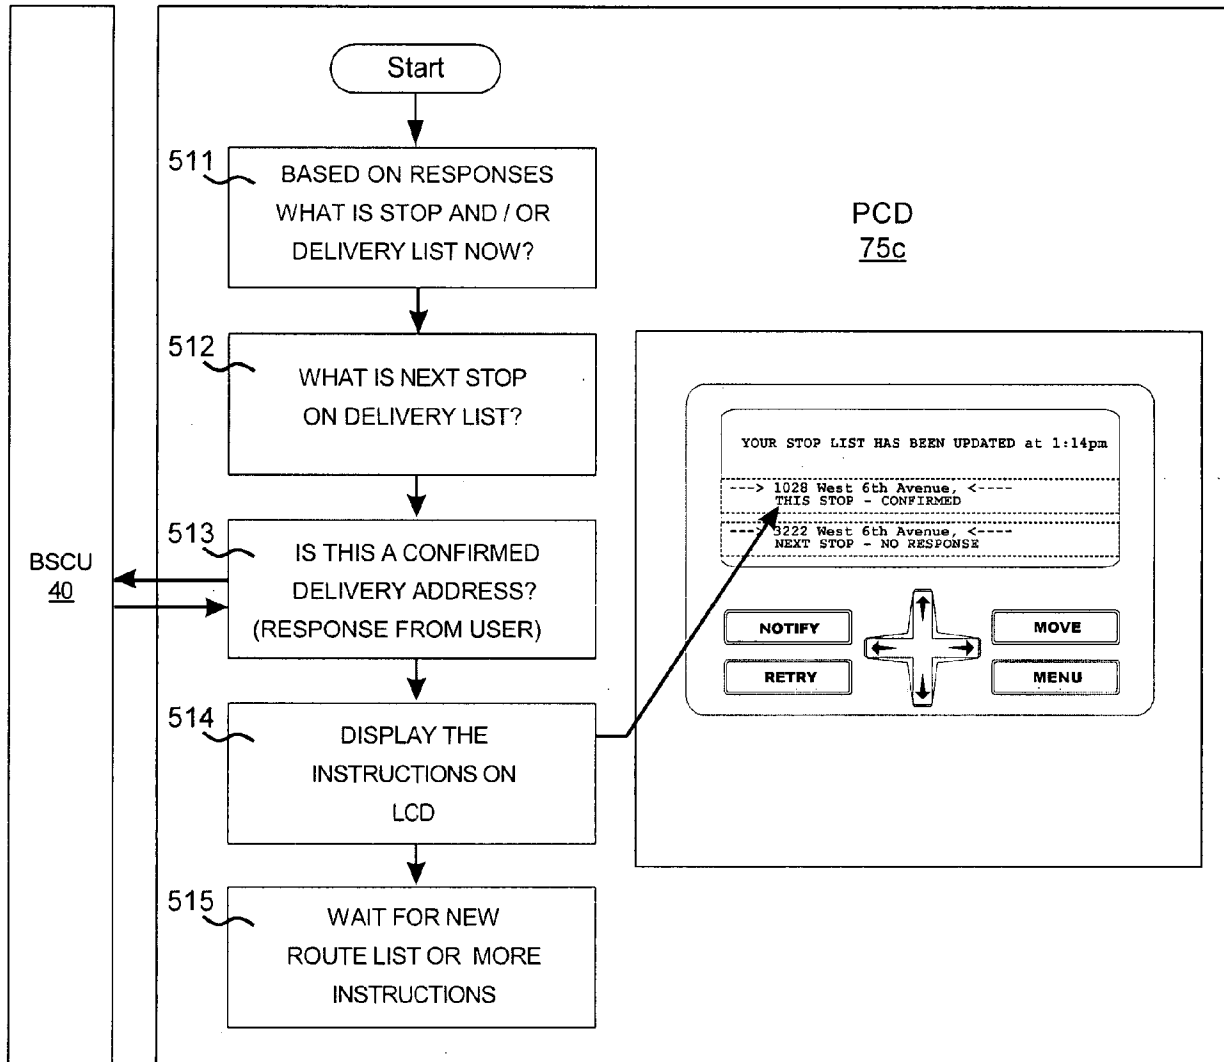 Start
511
BASED ON RESPONSES
WHAT IS STOP AND / OR
DELIVERY LIST NOW?
PCD
75c
512
WHAT IS NEXT STOP
ON DELIVERY LIST?
513
IS THIS A CONFIRMED
DELIVERY ADDRESS?
(RESPONSE FROM USER)
BSCU
40
514
DISPLAY THE
INSTRUCTIONS ON
LCD
515
WAIT FOR NEW
ROUTE LIST OR MORE
INSTRUCTIONS
YOUR STOP LIST HAS BEEN UPDATED at 1:14pm
---> 1028 West 6th Avenue, <----
THIS STOP - CONFIRMED
---> 3222 West 6th Avenue, <----
NEXT STOP - NO RESPONSE
NOTIFY
MOVE
RETRY
MENU